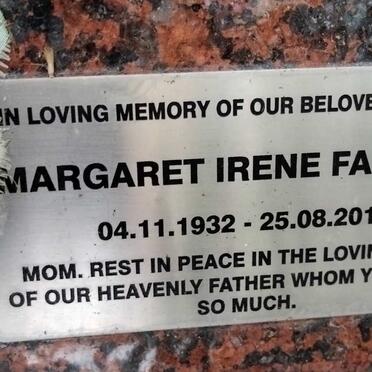 IN LOVING MEMORY OF OUR BELOVE
MARGARET IRENE FA
04.11.1932 - 25.08.201
MOM. REST IN PEACE IN THE LOVIN
OF OUR HEAVENLY FATHER WHOM Y
SO MUCH.